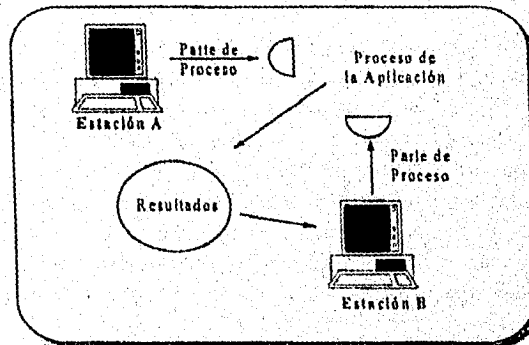 Parte de
Proceso
Proceso de
la Aplicación
Estación A
Parte de
Proceso
Resultados
Estación B